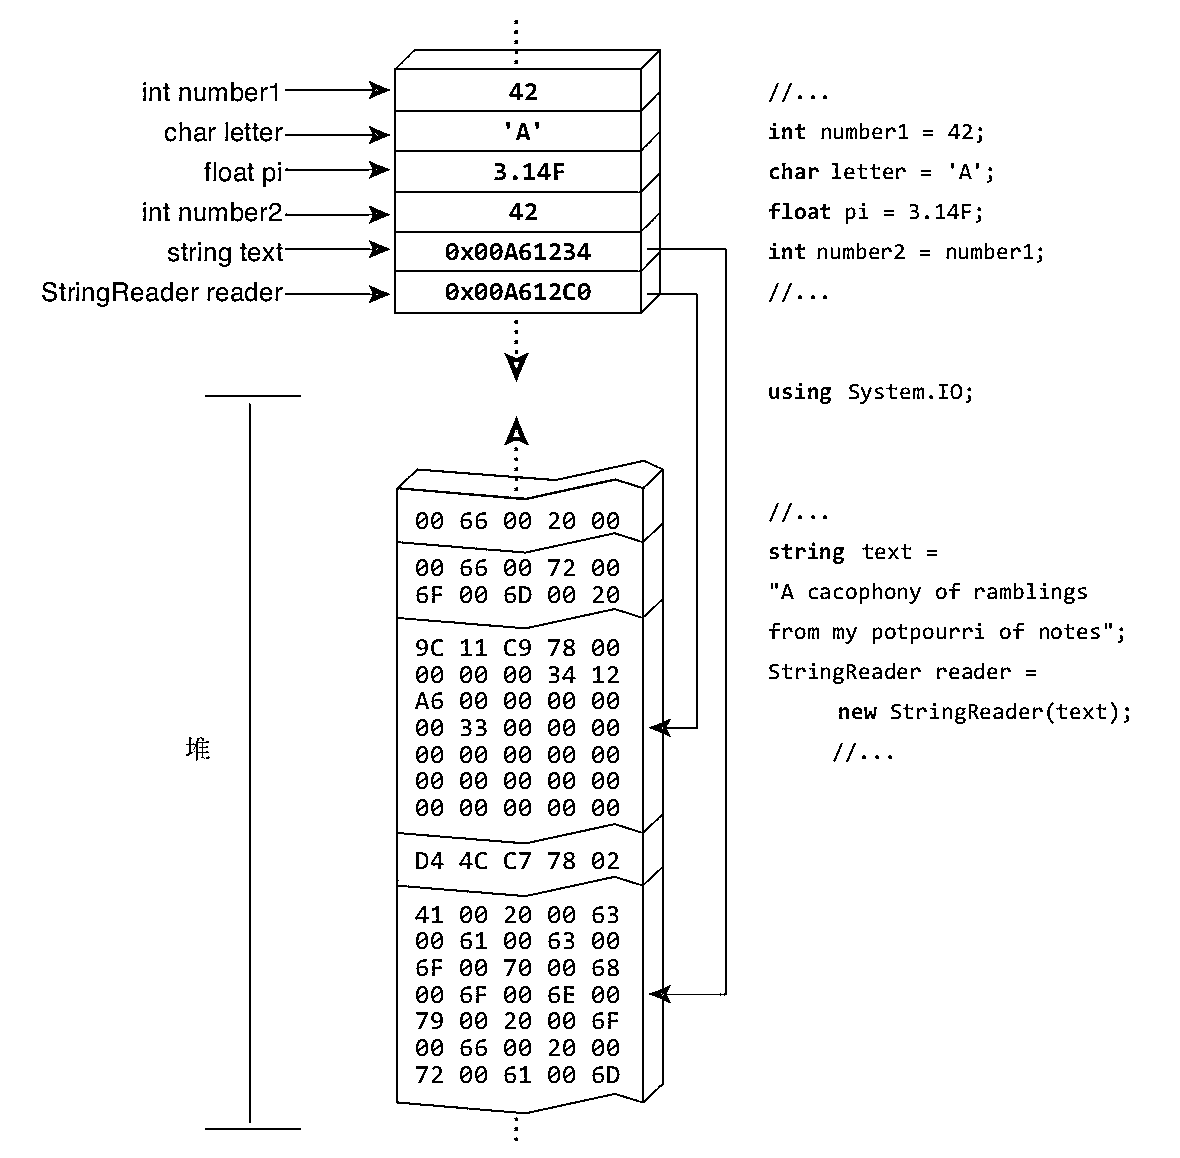 int number1
char letter
float pi
int number2
string text
StringReader reader
42
'A'
3.14F
42
0x00A61234
0x00A612C0
//...
int number1 = 42;
char letter = 'A';
float pi = 3.14F;
int number2 = number1;
//...
using System.IO;
//...
string text =
"A cacophony of ramblings
from my potpourri of notes";
StringReader reader =
new StringReader(text);
//...
堆
00 66 00 20 00
00 66 00 72 00
6F 00 6D 00 20
9C 11 C9 78 00
00 00 00 34 12
A6 00 00 00 00
00 33 00 00 00
00 00 00 00 00
00 00 00 00 00
00 00 00 00 00
D4 4C C7 78 02
41 00 20 00 63
00 61 00 63 00
6F 00 70 00 68
00 6F 00 6E 00
79 00 20 00 6F
00 66 00 20 00
72 00 61 00 6D